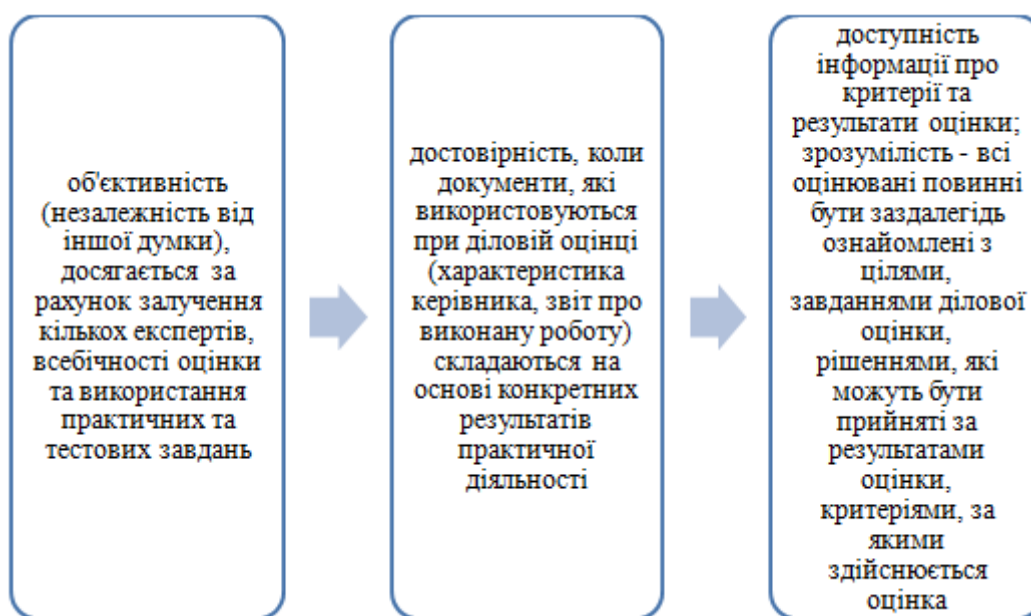 об'єктивність
(незалежність від
іншої думки),
досягається за
рахунок залучення
кількох експертів,
всебічності оцінки
та використання
практичних та
тестових завдань
достовірність, коли
документи, які
використовуються
при діловій оцінці
(характеристика
керівника, звіт про
виконану роботу)
складаються на
основі конкретних
результатів
практичної
діяльності
доступність
інформації про
критерії та
результати оцінки;
зрозумілість - всі
оцінювані повинні
бути заздалегідь
ознайомлені з
цілями,
завданнями ділової
оцінки,
рішеннями, які
можуть бути
прийняті за
результатами
оцінки,
критеріями, за
якими
здійснюється
оцінка